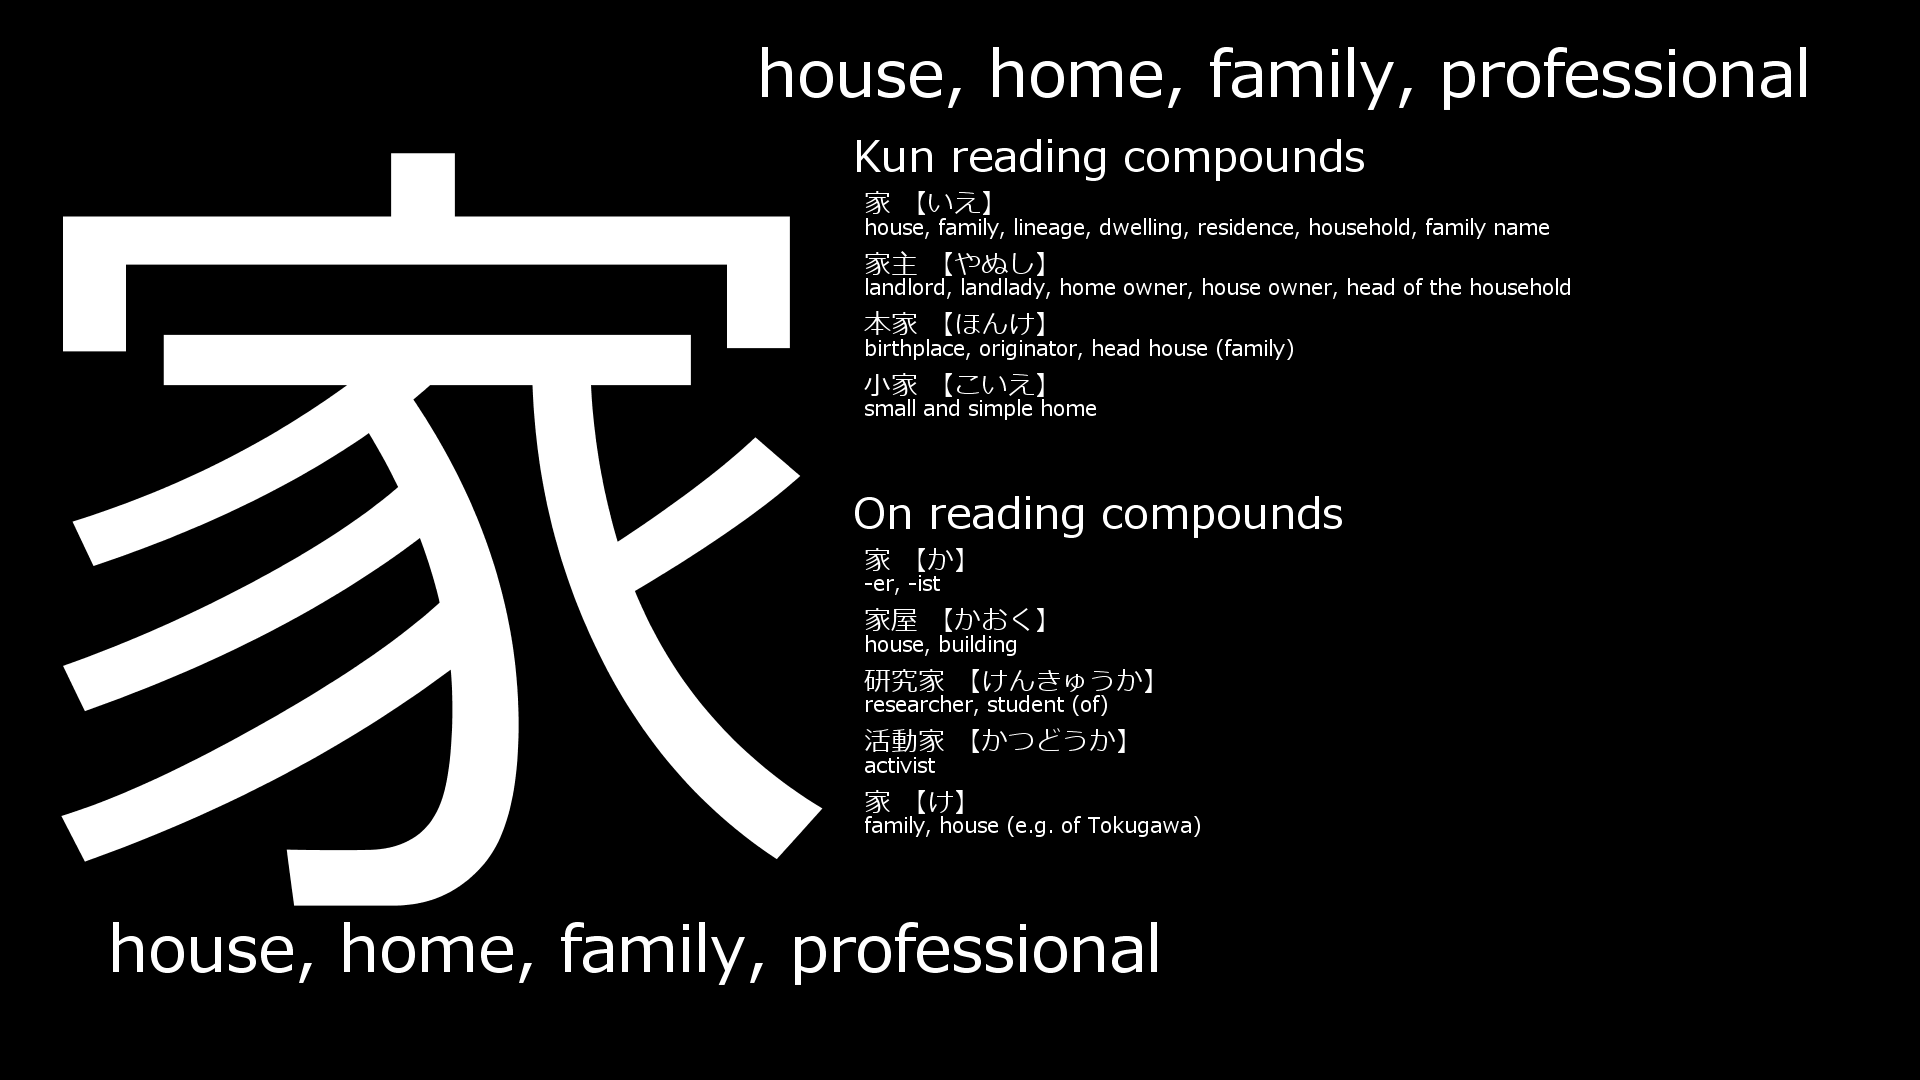 house, home, family, professional
家
Kun reading compounds
家 【いえ】
house, family, lineage, dwelling, residence, household, family name
家主 【やぬし】
landlord, landlady, home owner, house owner, head of the household
本家 【ほんけ】
birthplace, originator, head house (family)
小家 【こいえ】
small and simple home
On reading compounds
家 【か】
-er, -ist
家屋 【かおく】
house, building
研究家 【けんきゅうか】
researcher, student (of)
活動家 【かつどうか】
activist
家 【け】
family, house (e.g. of Tokugawa)
house, home, family, professional